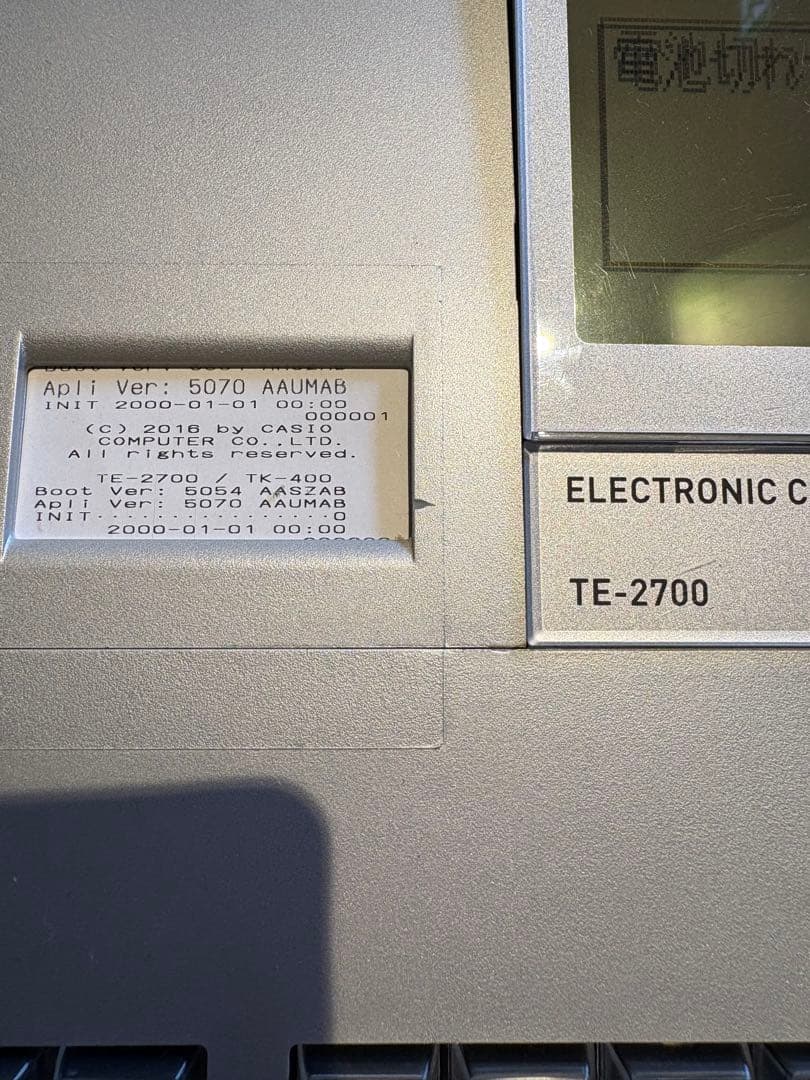 Apli Ver: 5070 AAUMAB
INIT 2000-01-01 00:00
000001
(C) 2016 by CASIO
COMPUTER CO.,LTD.
All rights reserved.
TE-2700 / TK-400
Boot Ver: 5054 AASZAB
Apli Ver: 5070 AAUMAB
INIT.................0
2000-01-01 00:00
電池切れ
ELECTRONIC C
TE-2700